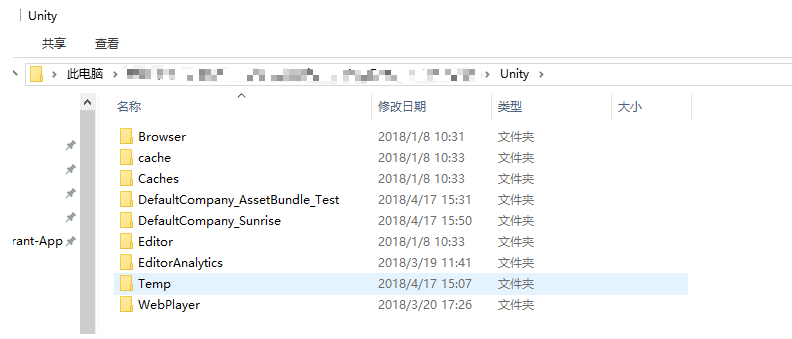 Unity
共享 查看
此电脑 Unity
名称 修改日期 类型 大小
Browser 2018/1/8 10:31 文件夹
cache 2018/1/8 10:33 文件夹
Caches 2018/1/8 10:33 文件夹
DefaultCompany_AssetBundle_Test 2018/4/17 15:31 文件夹
DefaultCompany_Sunrise 2018/4/17 15:50 文件夹
rant-App Editor 2018/1/8 10:33 文件夹
EditorAnalytics 2018/3/19 11:41 文件夹
Temp 2018/4/17 15:07 文件夹
WebPlayer 2018/3/20 17:26 文件夹